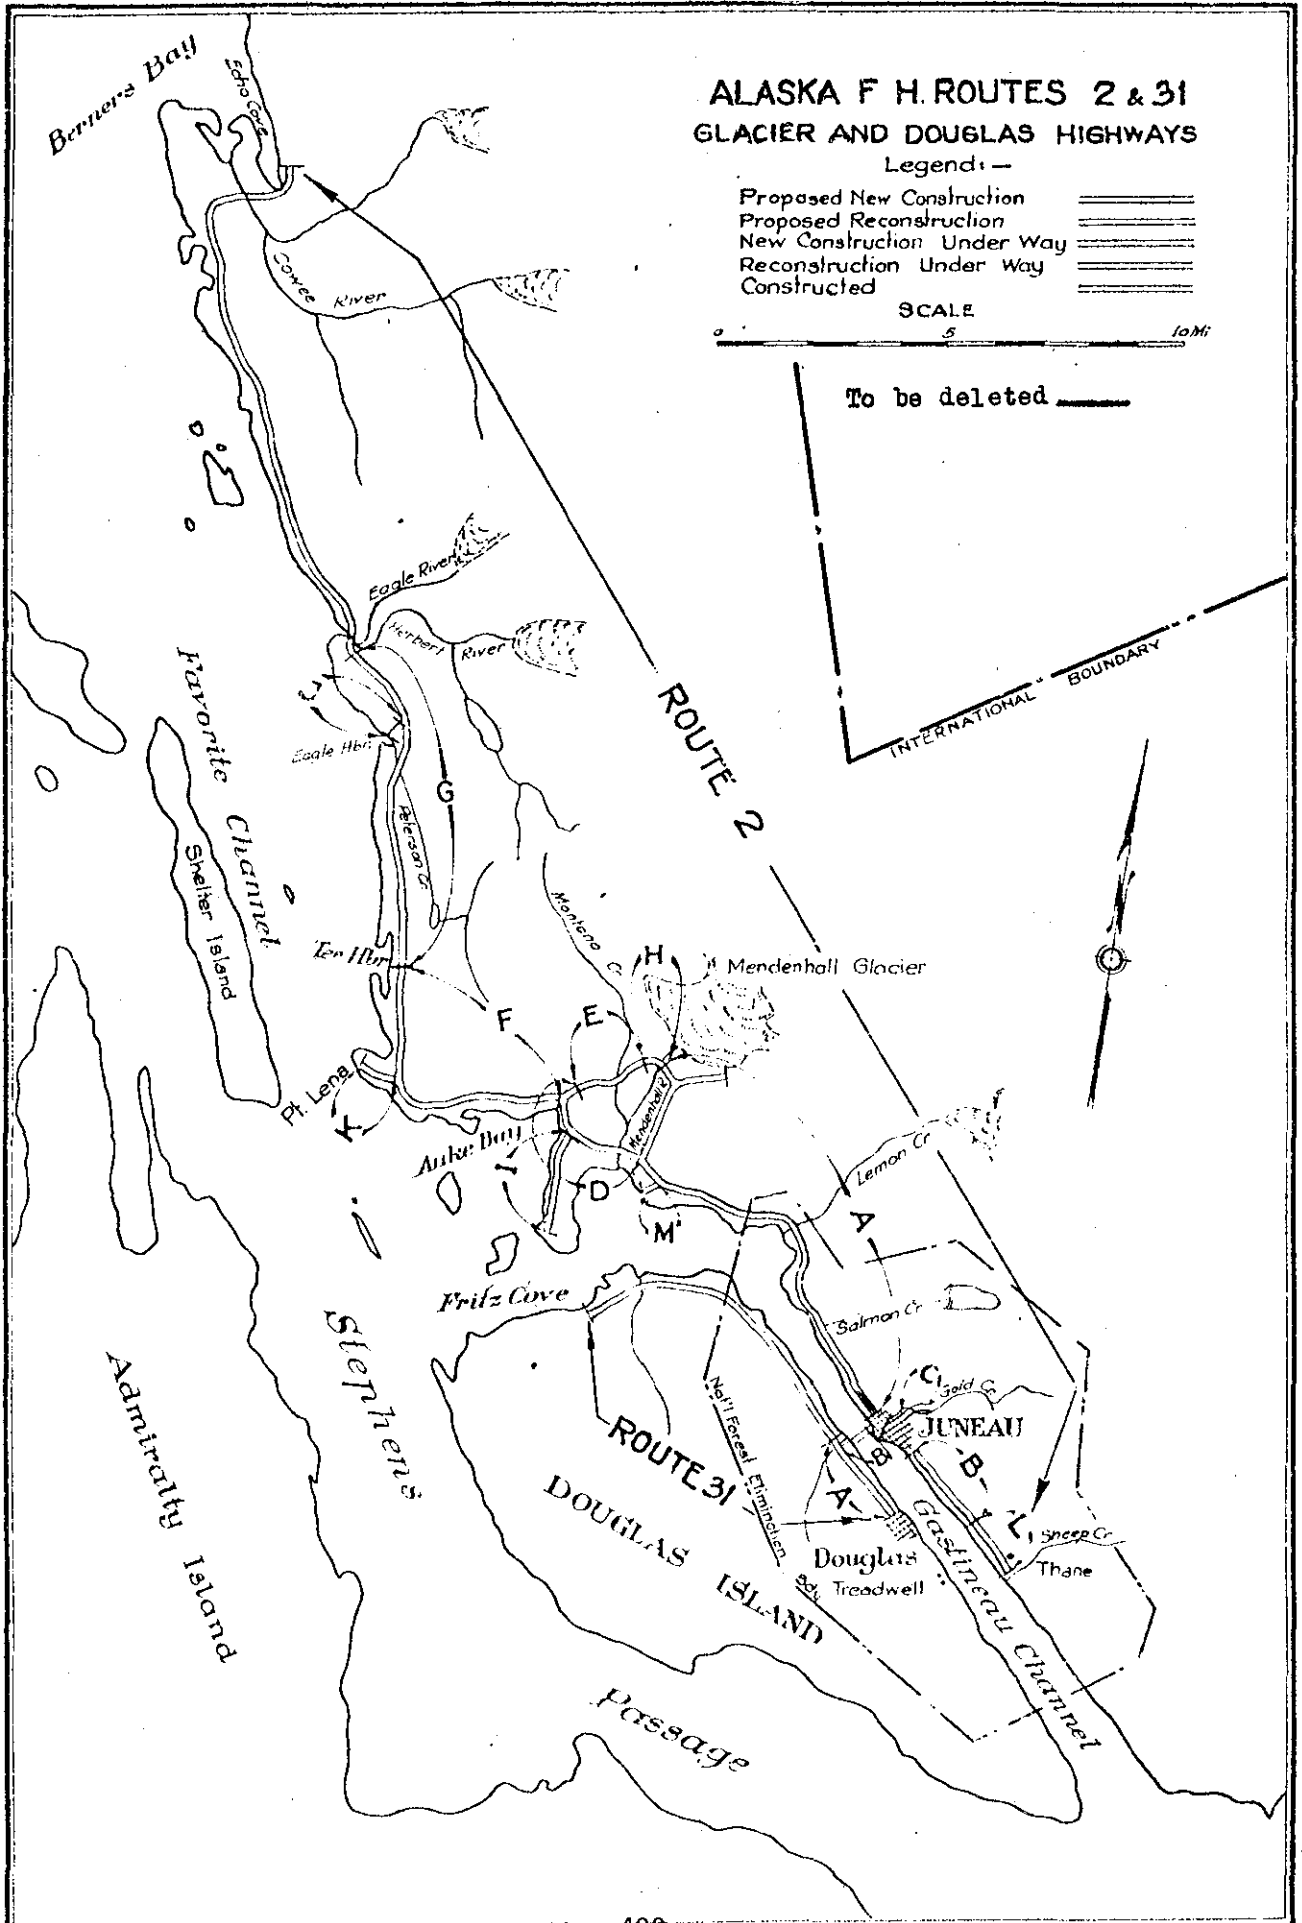 ALASKA F H. ROUTES 2 & 31
GLACIER AND DOUGLAS HIGHWAYS
Legend: —
Proposed New Construction
Proposed Reconstruction
New Construction Under Way
Reconstruction Under Way
Constructed
SCALE
0 5 10 Mi
To be deleted
Berners Bay
Echo Cove
Cowee River
Eagle River
Herbert River
INTERNATIONAL BOUNDARY
ROUTE 2
Favorite Channel
J
Eagle Hbr.
G
Peterson Cr.
Shelter Island
Montana Cr
H
Mendenhall Glacier
Tee Hbr
F
E
Pt. Lena
K
Mendenhall R
Auke Bay
I
D
M
Lemon Cr
A
Fritz Cove
Salmon Cr
C
Gold Cr
JUNEAU
Stephens
Admiralty Island
Nat'l Forest Elimination
Bdy
ROUTE 31
B
B
A
L
Sheep Cr
Thane
DOUGLAS ISLAND
Douglas
Treadwell
Gastineau Channel
Passage